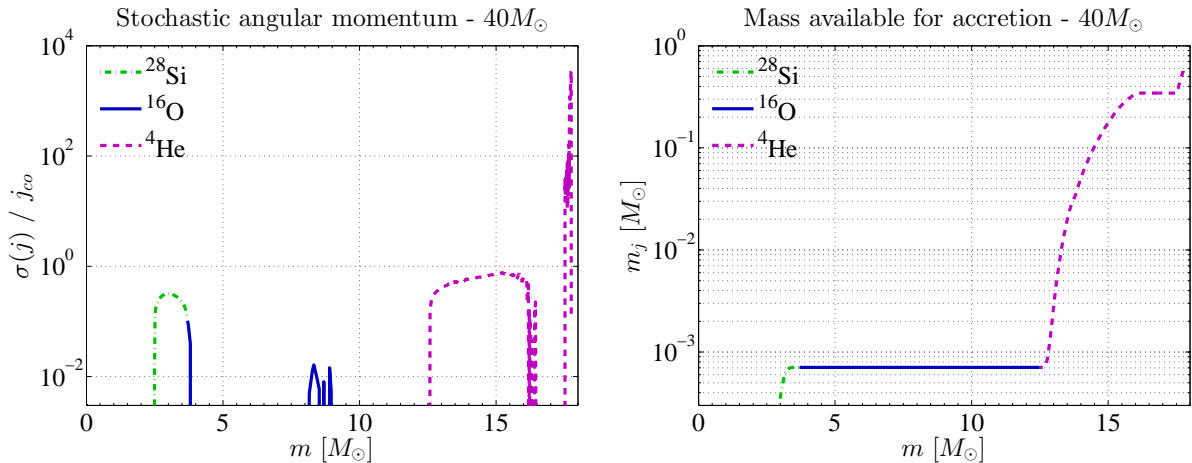 Stochastic angular momentum - 40M⊙
σ(j) / j_co
10^4
10^2
10^0
10^−2
28Si
16O
4He
0 5 10 15
m [M⊙]
Mass available for accretion - 40M⊙
m_j [M⊙]
10^0
10^−1
10^−2
10^−3
28Si
16O
4He
0 5 10 15
m [M⊙]